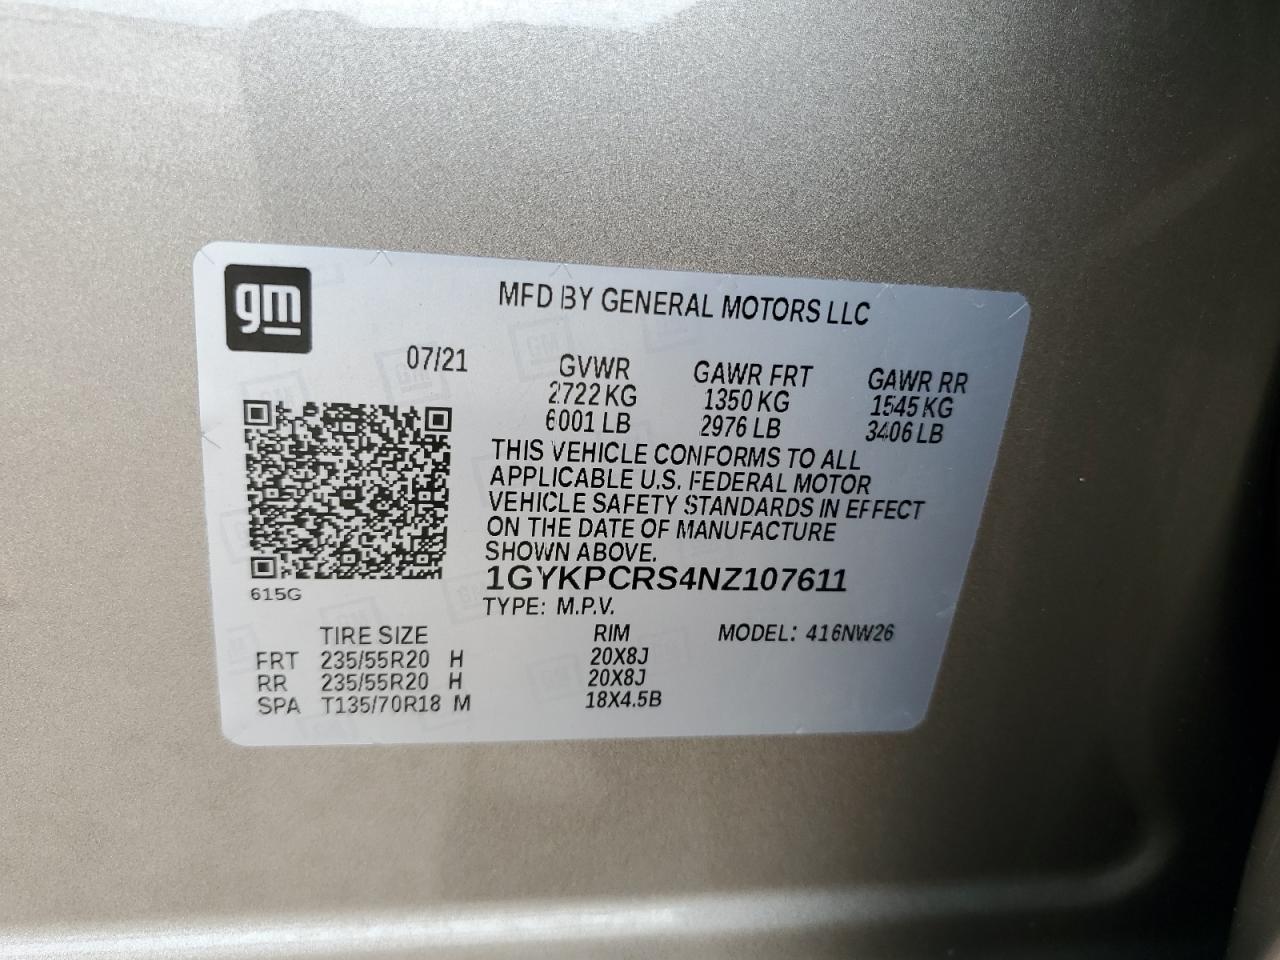 gm
MFD BY GENERAL MOTORS LLC
07/21
GVWR GAWR FRT GAWR RR
2722 KG 1350 KG 1545 KG
6001 LB 2976 LB 3406 LB
THIS VEHICLE CONFORMS TO ALL
APPLICABLE U.S. FEDERAL MOTOR
VEHICLE SAFETY STANDARDS IN EFFECT
ON THE DATE OF MANUFACTURE
SHOWN ABOVE.
1GYKPCRS4NZ107611
615G
TYPE: M.P.V.
TIRE SIZE RIM MODEL: 416NW26
FRT 235/55R20 H 20X8J
RR 235/55R20 H 20X8J
SPA T135/70R18 M 18X4.5B